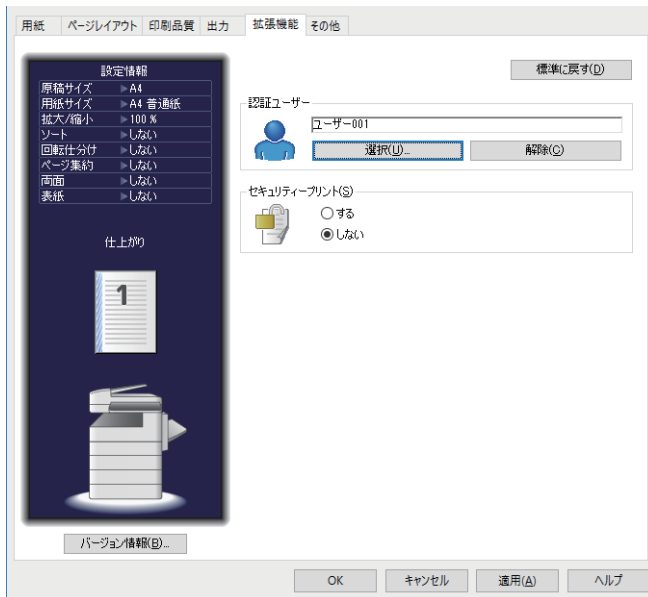 用紙 ページレイアウト 印刷品質 出力 拡張機能 その他
設定情報
原稿サイズ ▶A4
用紙サイズ ▶A4 普通紙
拡大/縮小 ▶100 %
ソート ▶しない
回転仕分け ▶しない
ページ集約 ▶しない
両面 ▶しない
表紙 ▶しない
仕上がり
1
バージョン情報(B)...
標準に戻す(D)
認証ユーザー
ユーザー001
選択(U)...
解除(C)
セキュリティープリント(S)
する
しない
OK キャンセル 適用(A) ヘルプ